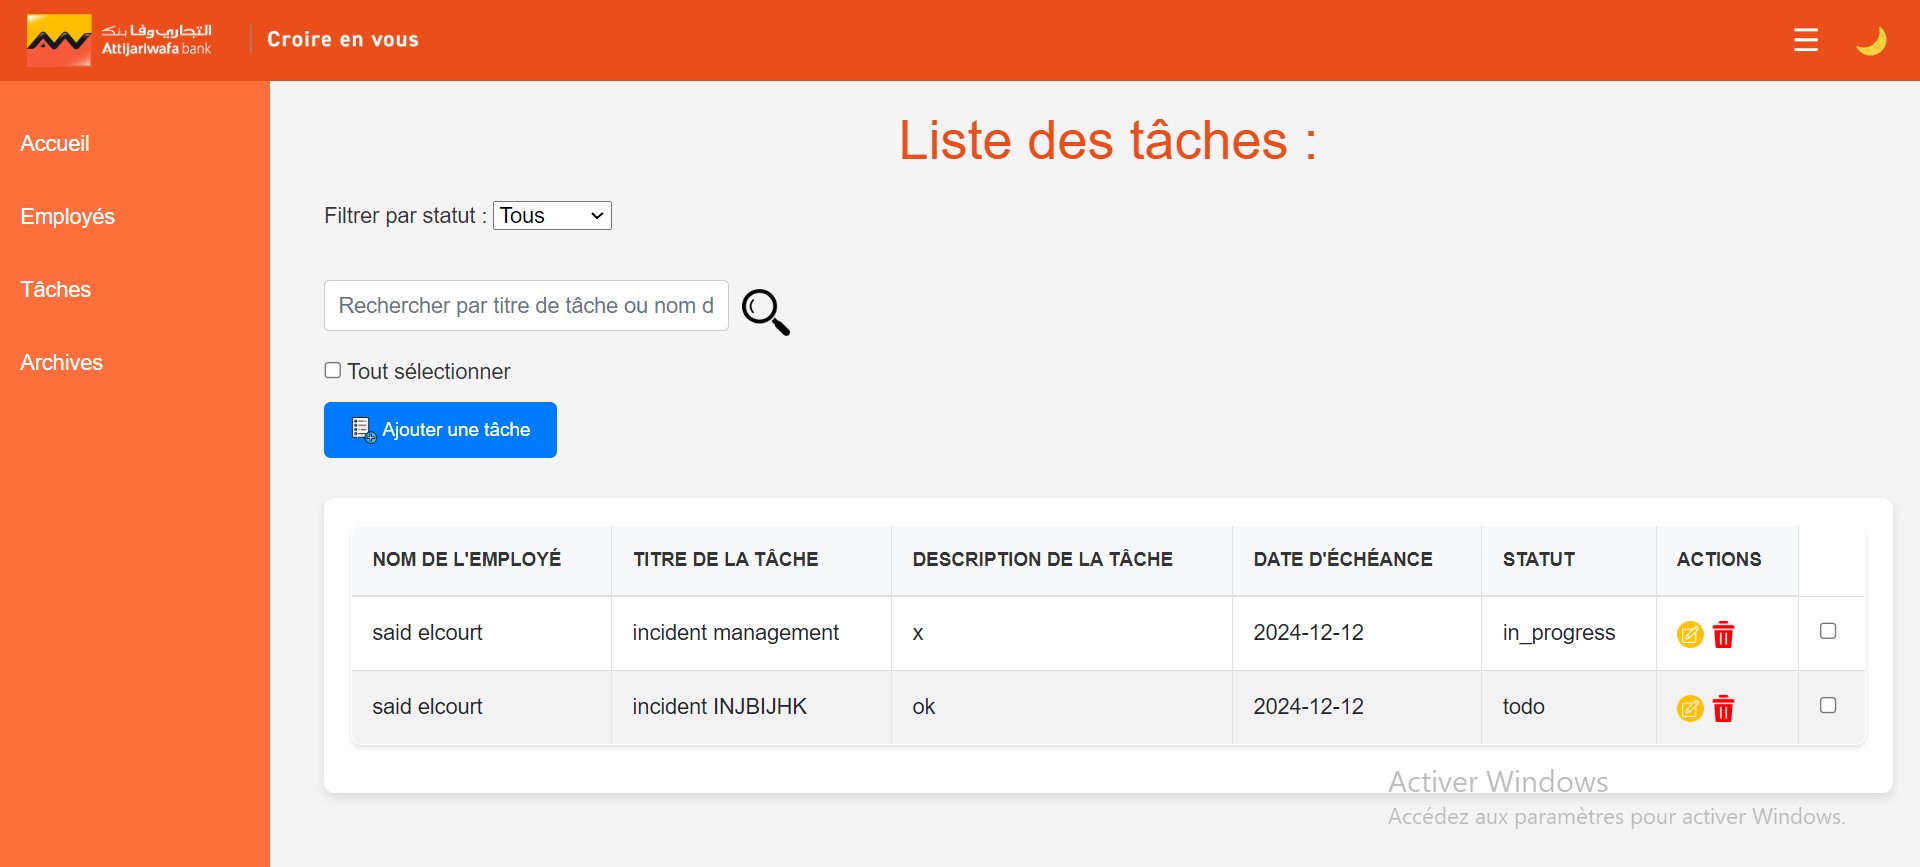 التجاري وفا بنك
Attijariwafa bank
Croire en vous
Accueil
Employés
Tâches
Archives
Liste des tâches :
Filtrer par statut : Tous
Rechercher par titre de tâche ou nom d
Tout sélectionner
Ajouter une tâche
NOM DE L'EMPLOYÉ TITRE DE LA TÂCHE DESCRIPTION DE LA TÂCHE DATE D'ÉCHÉANCE STATUT ACTIONS
said elcourt incident management x 2024-12-12 in_progress
said elcourt incident INJBIJHK ok 2024-12-12 todo
Activer Windows
Accédez aux paramètres pour activer Windows.